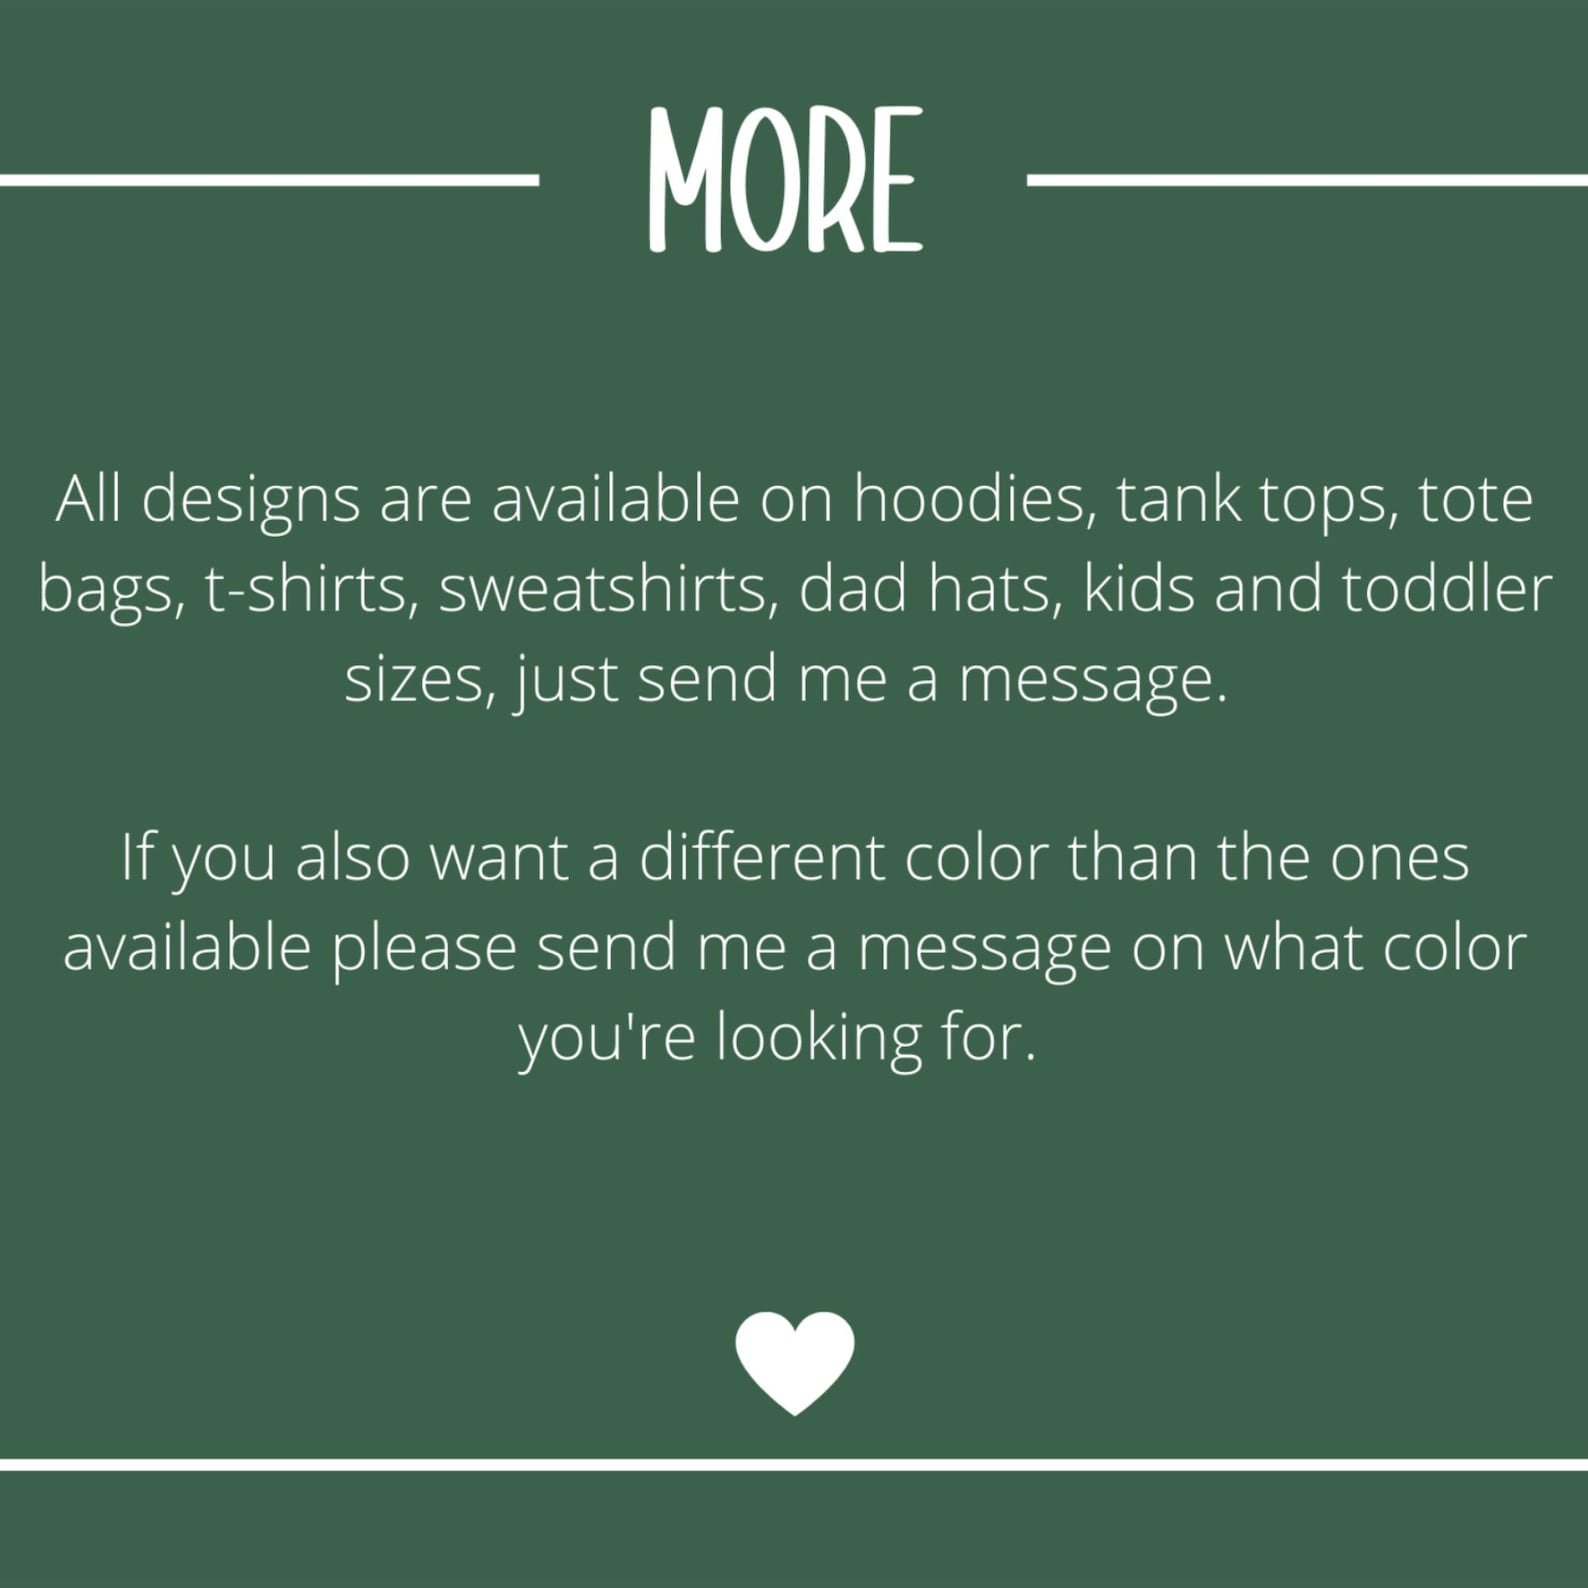 MORE
All designs are available on hoodies, tank tops, tote
bags, t-shirts, sweatshirts, dad hats, kids and toddler
sizes, just send me a message.
If you also want a different color than the ones
available please send me a message on what color
you're looking for.